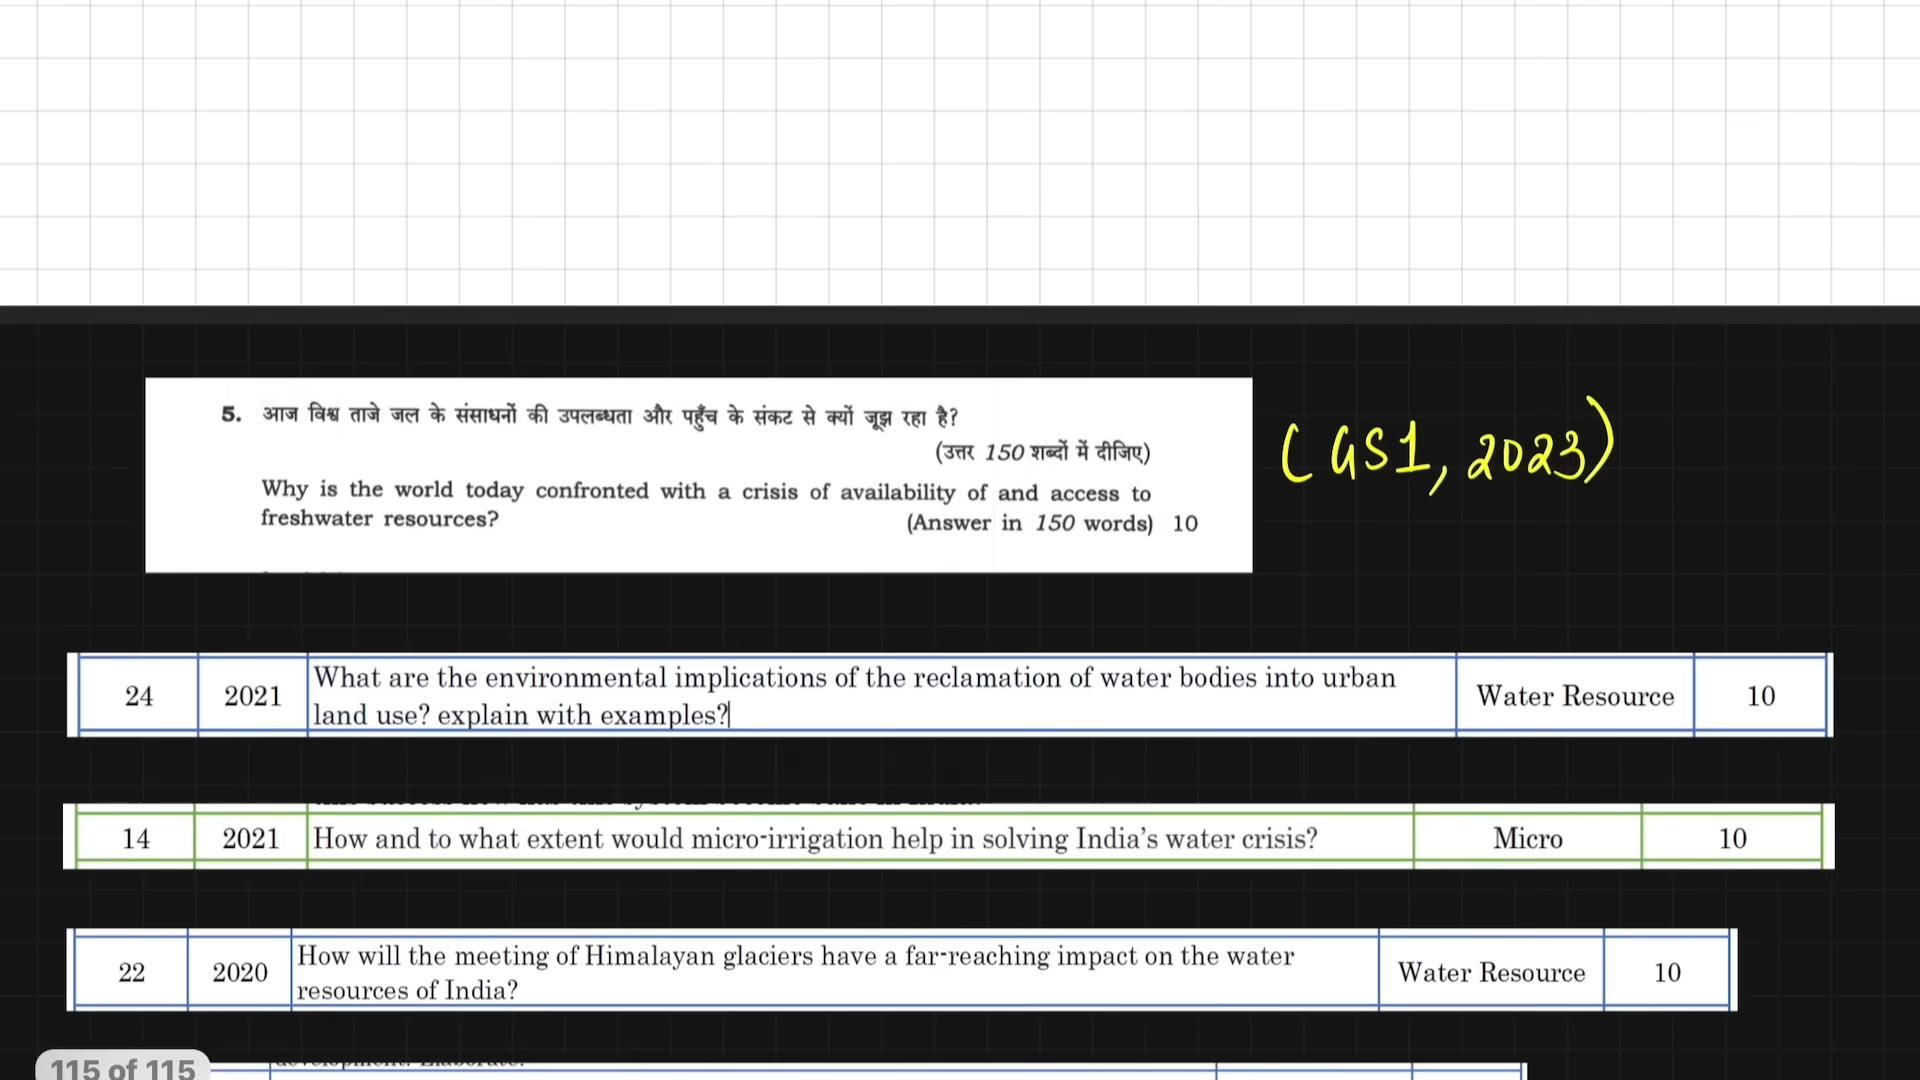 5. आज विश्व ताजे जल के संसाधनों की उपलब्धता और पहुँच के संकट से क्यों जूझ रहा है?
(उत्तर 150 शब्दों में दीजिए)
Why is the world today confronted with a crisis of availability of and access to
freshwater resources? (Answer in 150 words) 10
(GS1, 2023)
24 2021 What are the environmental implications of the reclamation of water bodies into urban
land use? explain with examples? Water Resource 10
14 2021 How and to what extent would micro-irrigation help in solving India's water crisis? Micro 10
22 2020 How will the meeting of Himalayan glaciers have a far-reaching impact on the water
resources of India? Water Resource 10
115 of 115